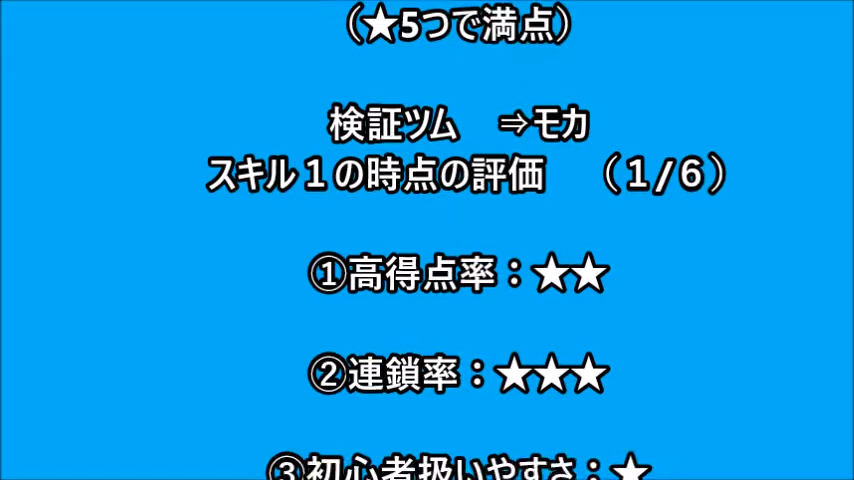 （★5つで満点）
検証ツム　⇒モカ
スキル１の時点の評価　（１/６）
①高得点率：★★
②連鎖率：★★★
③初心者扱いやすさ：★